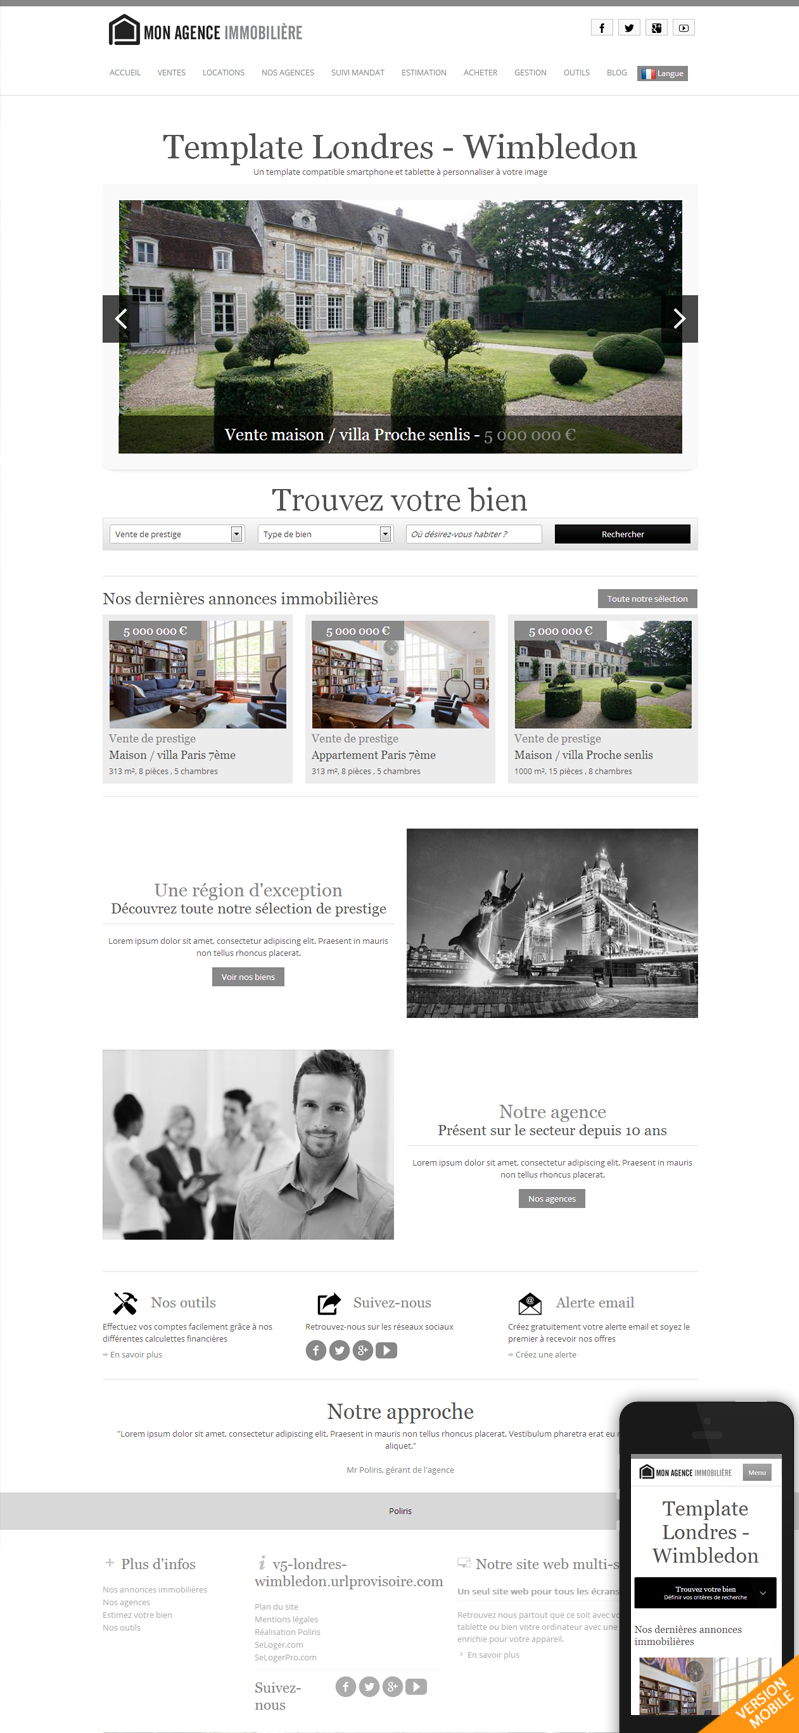 MON AGENCE IMMOBILIÈRE
ACCUEIL VENTES LOCATIONS NOS AGENCES SUIVI MANDAT ESTIMATION ACHETER GESTION OUTILS BLOG Langue
Template Londres - Wimbledon
Un template compatible smartphone et tablette à personnaliser à votre image
Vente maison / villa Proche senlis - 5 000 000 €
Trouvez votre bien
Vente de prestige Type de bien Où désirez-vous habiter ? Rechercher
Nos dernières annonces immobilières Toute notre sélection
5 000 000 € 5 000 000 € 5 000 000 €
Vente de prestige Vente de prestige Vente de prestige
Maison / villa Paris 7ème Appartement Paris 7ème Maison / villa Proche senlis
313 m², 8 pièces , 5 chambres 313 m², 8 pièces , 5 chambres 1000 m², 15 pièces , 8 chambres
Une région d'exception
Découvrez toute notre sélection de prestige
Lorem ipsum dolor sit amet, consectetur adipiscing elit. Praesent in mauris
non tellus rhoncus placerat.
Voir nos biens
Notre agence
Présent sur le secteur depuis 10 ans
Lorem ipsum dolor sit amet, consectetur adipiscing elit. Praesent in mauris
non tellus rhoncus placerat.
Nos agences
Nos outils
Effectuez vos comptes facilement grâce à nos
différentes calculettes financières
En savoir plus
Suivez-nous
Retrouvez-nous sur les réseaux sociaux
Alerte email
Créez gratuitement votre alerte email et soyez le
premier à recevoir nos offres
Créez une alerte
Notre approche
"Lorem ipsum dolor sit amet, consectetur adipiscing elit. Praesent in mauris non tellus rhoncus placerat. Vestibulum pharetra erat eu
aliquet."
Mr Poliris, gérant de l'agence
Poliris
Plus d'infos
Nos annonces immobilières
Nos agences
Estimez votre bien
Nos outils
v5-londres-
wimbledon.urlprovisoire.com
Plan du site
Mentions légales
Réalisation Poliris
SeLoger.com
SeLogerPro.com
Suivez-
nous
Notre site web multi-s
Un seul site web pour tous les écrans
Retrouvez nous partout que ce soit avec vo
tablette ou bien votre ordinateur avec une
enrichie pour votre appareil.
En savoir plus
MON AGENCE IMMOBILIÈRE Menu
Template
Londres -
Wimbledon
Trouvez votre bien
Définir vos critères de recherche
Nos dernières annonces
immobilières
VERSION
MOBILE